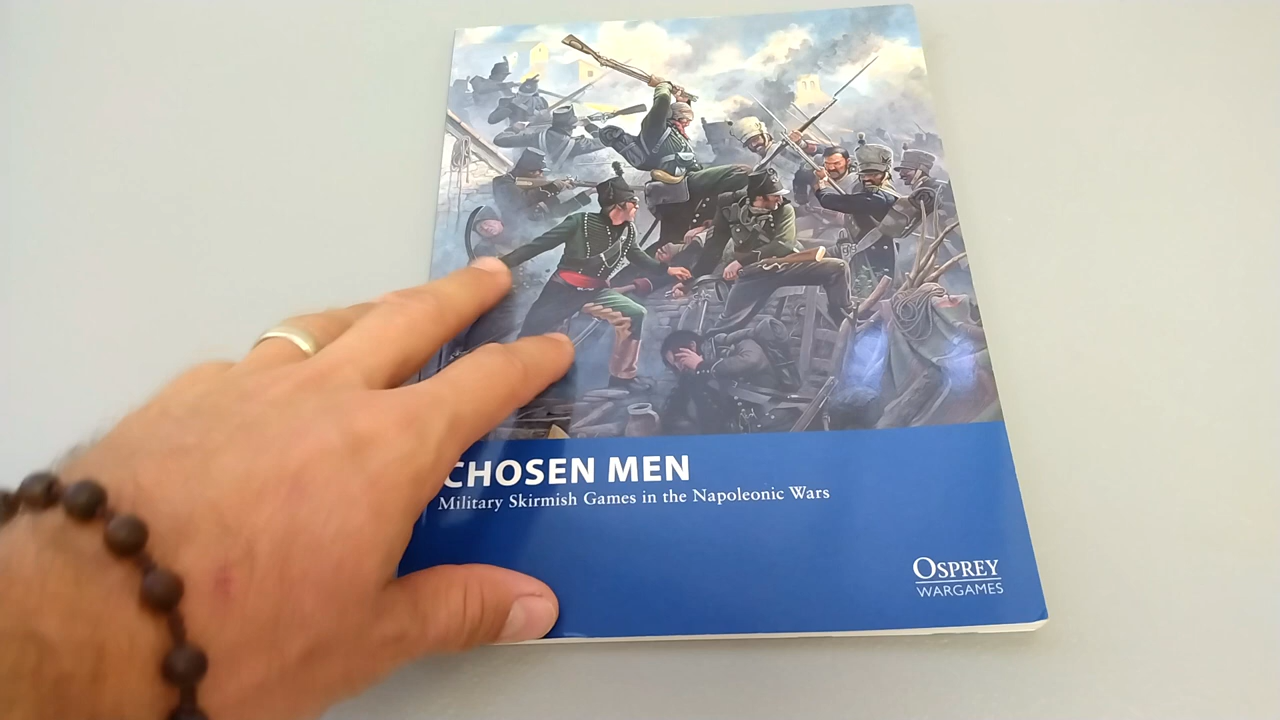 CHOSEN MEN
Military Skirmish Games in the Napoleonic Wars
OSPREY
WARGAMES